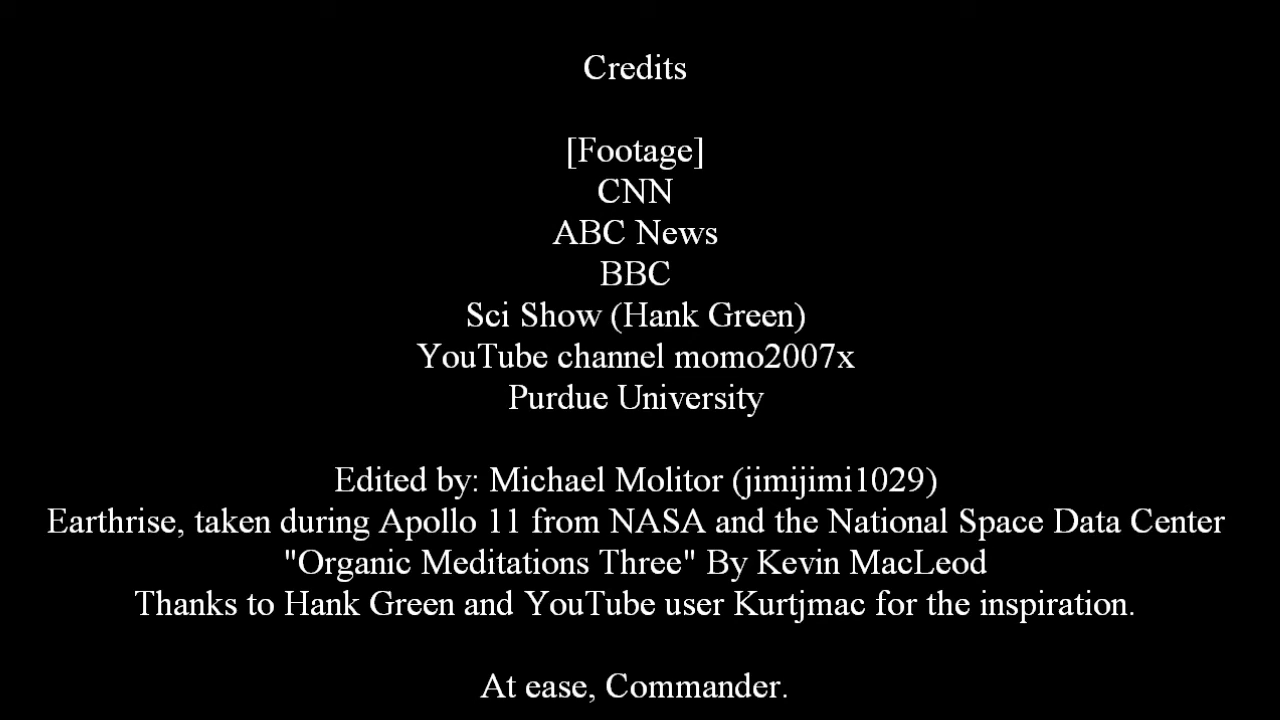 Credits
[Footage]
CNN
ABC News
BBC
Sci Show (Hank Green)
YouTube channel momo2007x
Purdue University
Edited by: Michael Molitor (jimijimi1029)
Earthrise, taken during Apollo 11 from NASA and the National Space Data Center
"Organic Meditations Three" By Kevin MacLeod
Thanks to Hank Green and YouTube user Kurtjmac for the inspiration.
At ease, Commander.